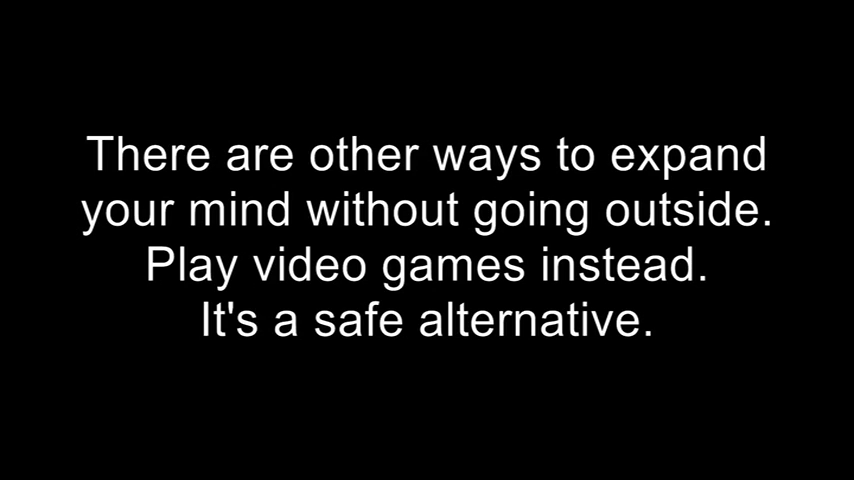 There are other ways to expand
your mind without going outside.
Play video games instead.
It's a safe alternative.